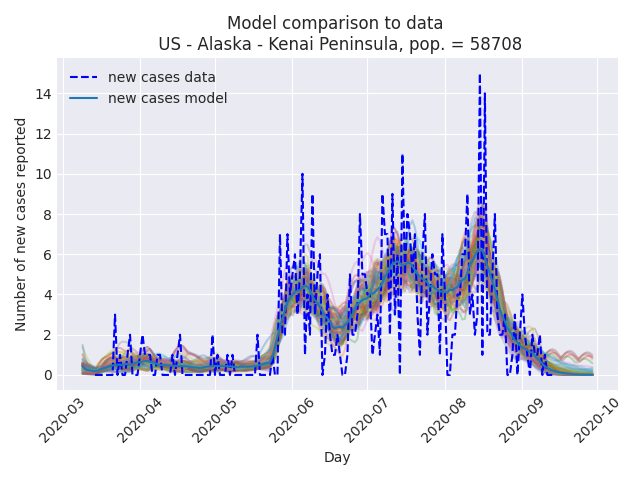 Model comparison to data
US - Alaska - Kenai Peninsula, pop. = 58708
new cases data
new cases model
Number of new cases reported
14
12
10
8
6
4
2
0
2020-03
2020-04
2020-05
2020-06
2020-07
2020-08
2020-09
2020-10
Day